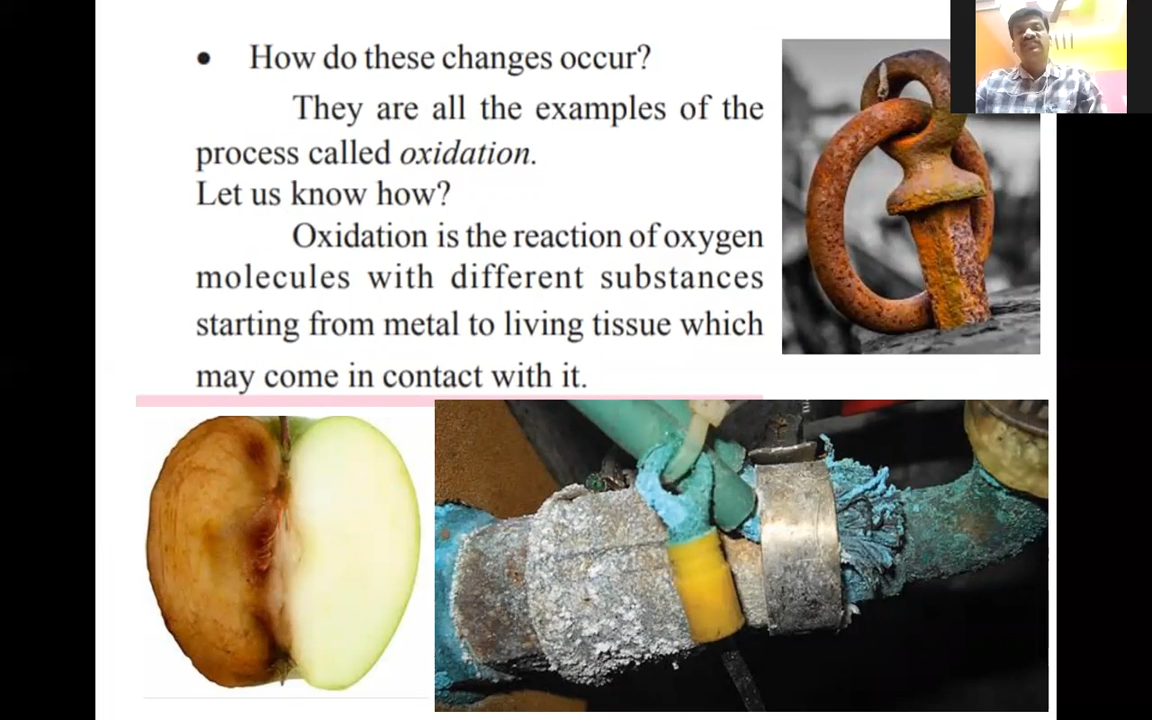 • How do these changes occur?
They are all the examples of the
process called oxidation.
Let us know how?
Oxidation is the reaction of oxygen
molecules with different substances
starting from metal to living tissue which
may come in contact with it.